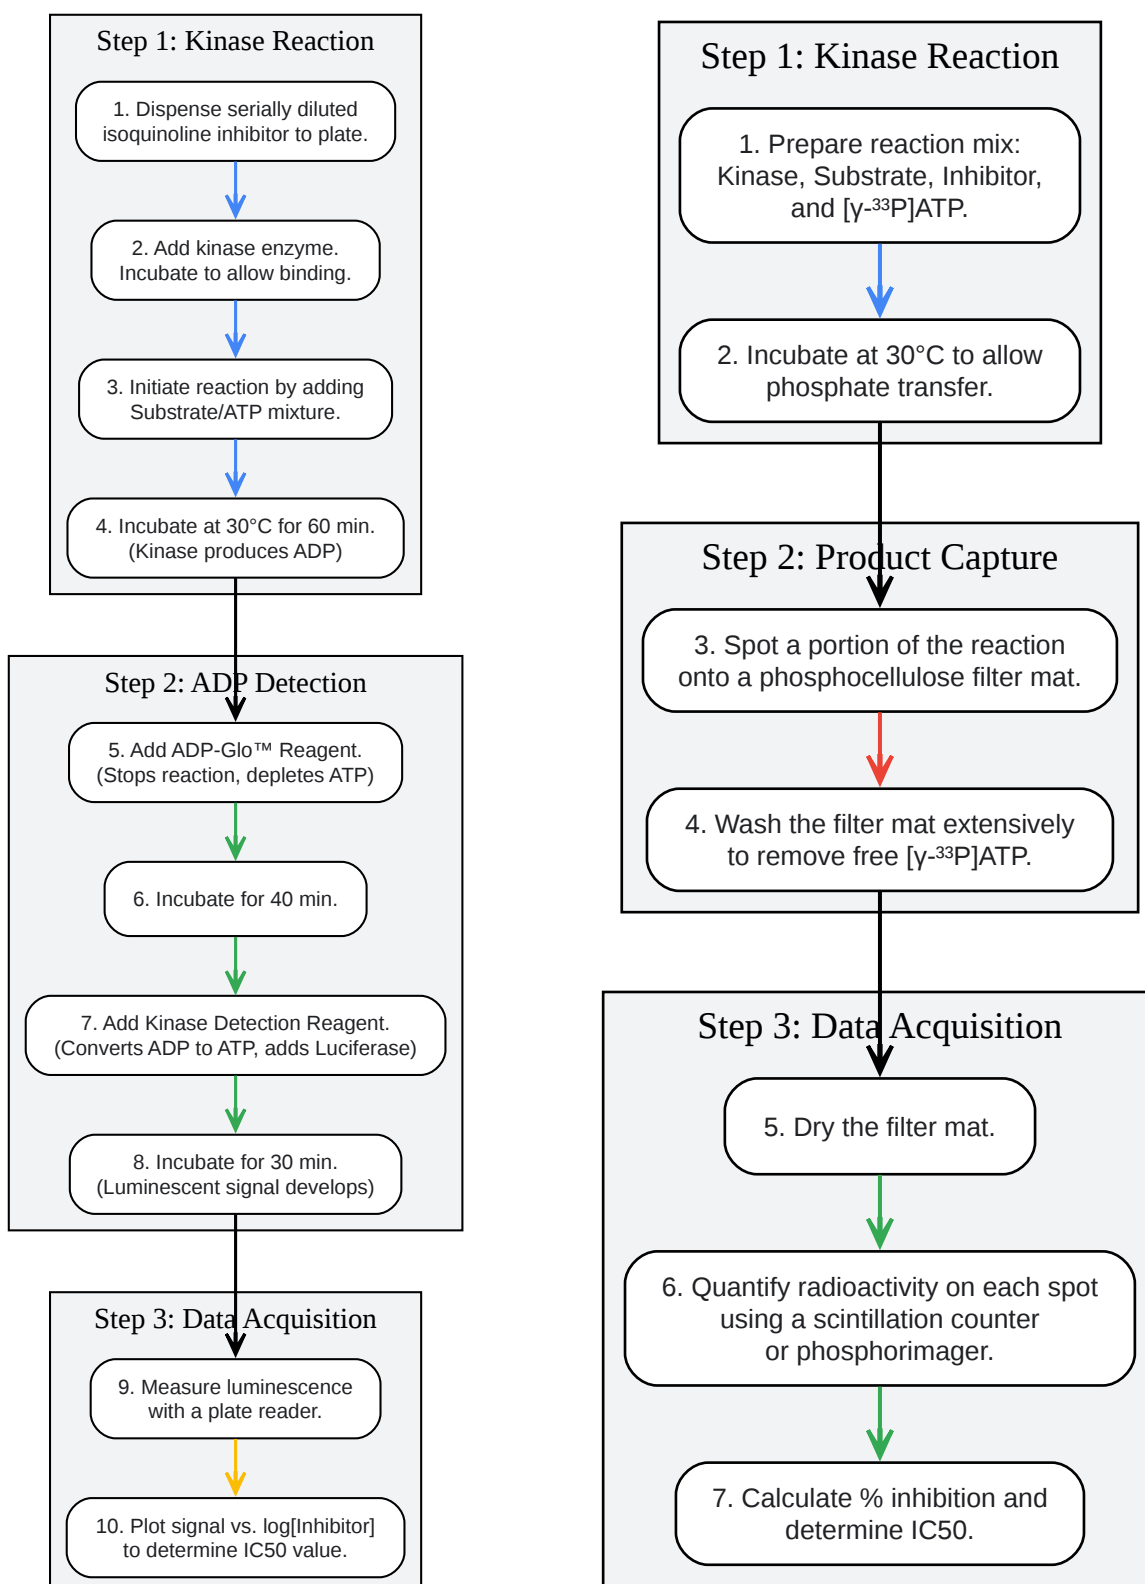 Step 1: Kinase Reaction
1. Dispense serially diluted
isoquinoline inhibitor to plate.
2. Add kinase enzyme.
Incubate to allow binding.
3. Initiate reaction by adding
Substrate/ATP mixture.
4. Incubate at 30°C for 60 min.
(Kinase produces ADP)
Step 2: ADP Detection
5. Add ADP-Glo™ Reagent.
(Stops reaction, depletes ATP)
6. Incubate for 40 min.
7. Add Kinase Detection Reagent.
(Converts ADP to ATP, adds Luciferase)
8. Incubate for 30 min.
(Luminescent signal develops)
Step 3: Data Acquisition
9. Measure luminescence
with a plate reader.
10. Plot signal vs. log[Inhibitor]
to determine IC50 value.
Step 1: Kinase Reaction
1. Prepare reaction mix:
Kinase, Substrate, Inhibitor,
and [γ-³³P]ATP.
2. Incubate at 30°C to allow
phosphate transfer.
Step 2: Product Capture
3. Spot a portion of the reaction
onto a phosphocellulose filter mat.
4. Wash the filter mat extensively
to remove free [γ-³³P]ATP.
Step 3: Data Acquisition
5. Dry the filter mat.
6. Quantify radioactivity on each spot
using a scintillation counter
or phosphorimager.
7. Calculate % inhibition and
determine IC50.